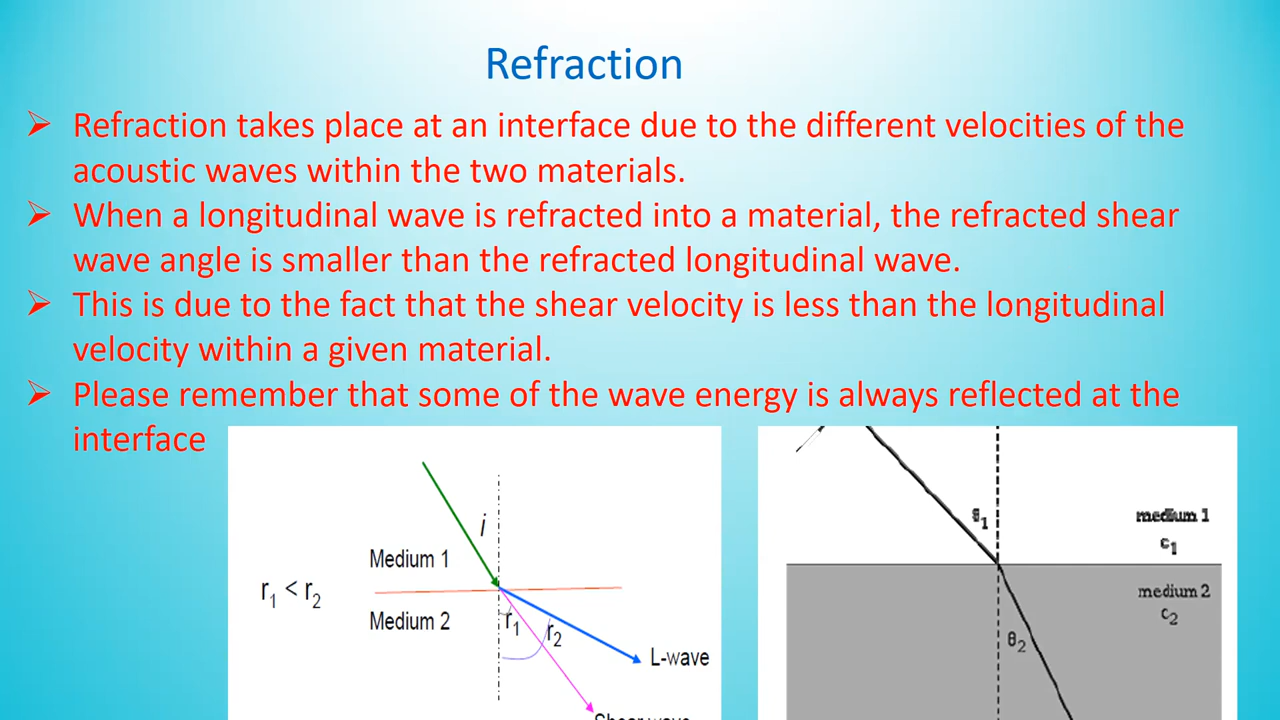 Refraction
➢ Refraction takes place at an interface due to the different velocities of the
acoustic waves within the two materials.
➢ When a longitudinal wave is refracted into a material, the refracted shear
wave angle is smaller than the refracted longitudinal wave.
➢ This is due to the fact that the shear velocity is less than the longitudinal
velocity within a given material.
➢ Please remember that some of the wave energy is always reflected at the
interface
i
Medium 1
r₁ < r₂
Medium 2
r₁
r₂
L-wave
Shear wave
θ₁
medium 1
c₁
medium 2
c₂
θ₂